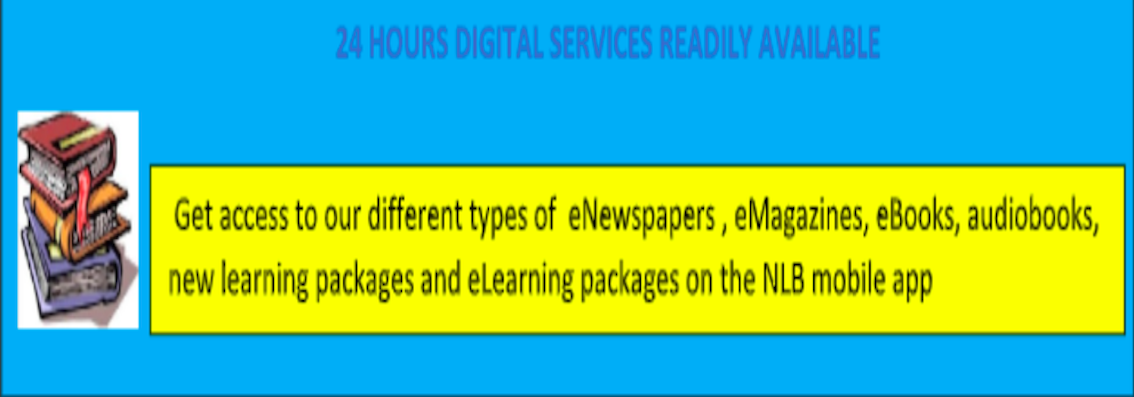 24 HOURS DIGITAL SERVICES READILY AVAILABLE
Get access to our different types of eNewspapers , eMagazines, eBooks, audiobooks,
new learning packages and eLearning packages on the NLB mobile app